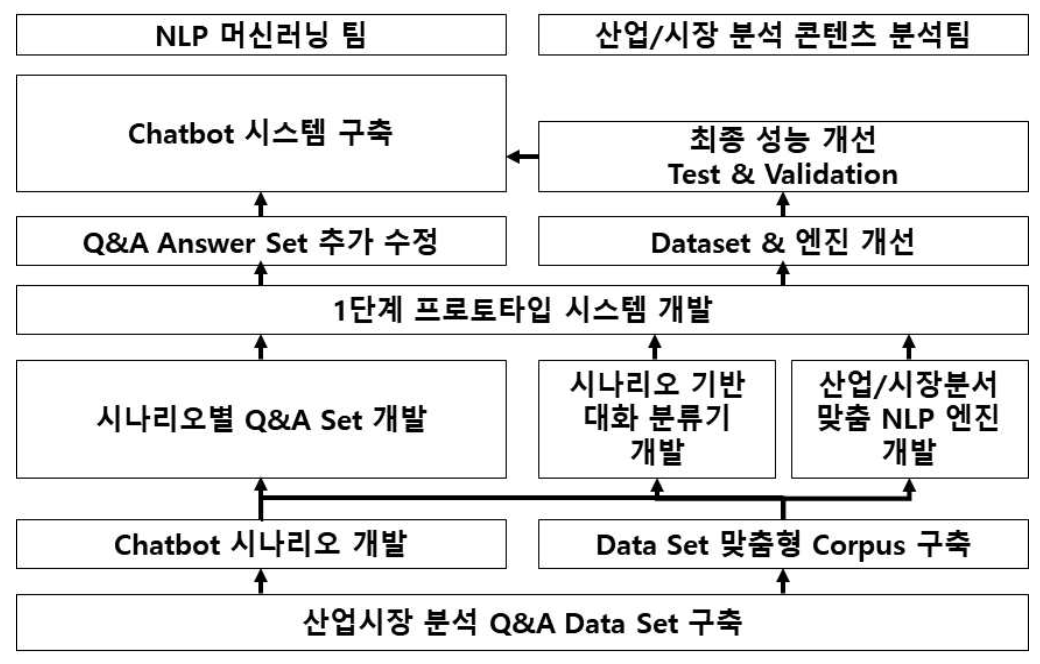 NLP 머신러닝 팀
산업/시장 분석 콘텐츠 분석팀
Chatbot 시스템 구축
최종 성능 개선
Test & Validation
Q&A Answer Set 추가 수정
Dataset & 엔진 개선
1단계 프로토타입 시스템 개발
시나리오별 Q&A Set 개발
시나리오 기반
대화 분류기
개발
산업/시장분서
맞춤 NLP 엔진
개발
Chatbot 시나리오 개발
Data Set 맞춤형 Corpus 구축
산업시장 분석 Q&A Data Set 구축